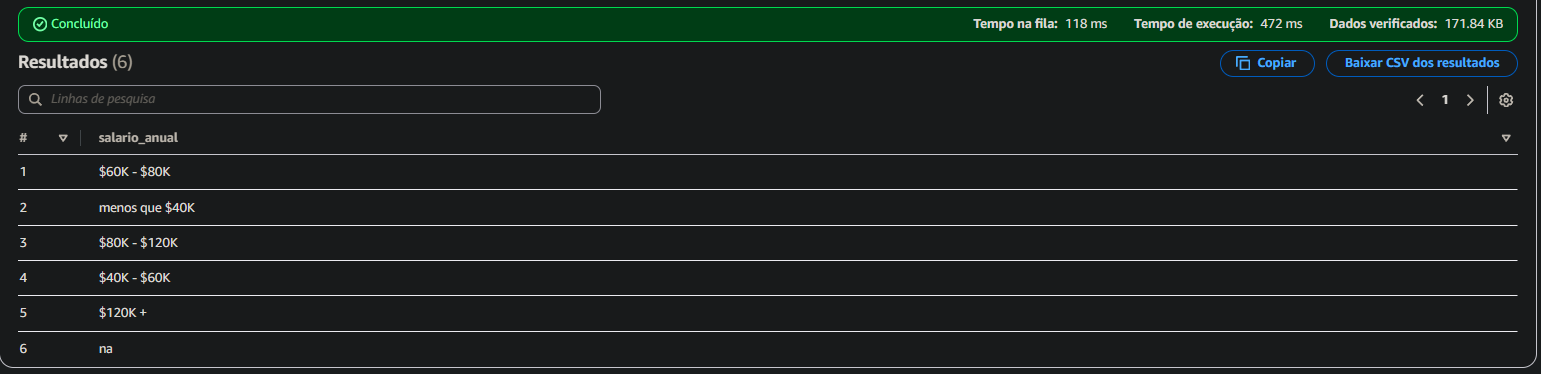 Concluído Tempo na fila: 118 ms Tempo de execução: 472 ms Dados verificados: 171.84 KB
Resultados (6) Copiar Baixar CSV dos resultados
Linhas de pesquisa 1
# salario_anual
1 $60K - $80K
2 menos que $40K
3 $80K - $120K
4 $40K - $60K
5 $120K +
6 na